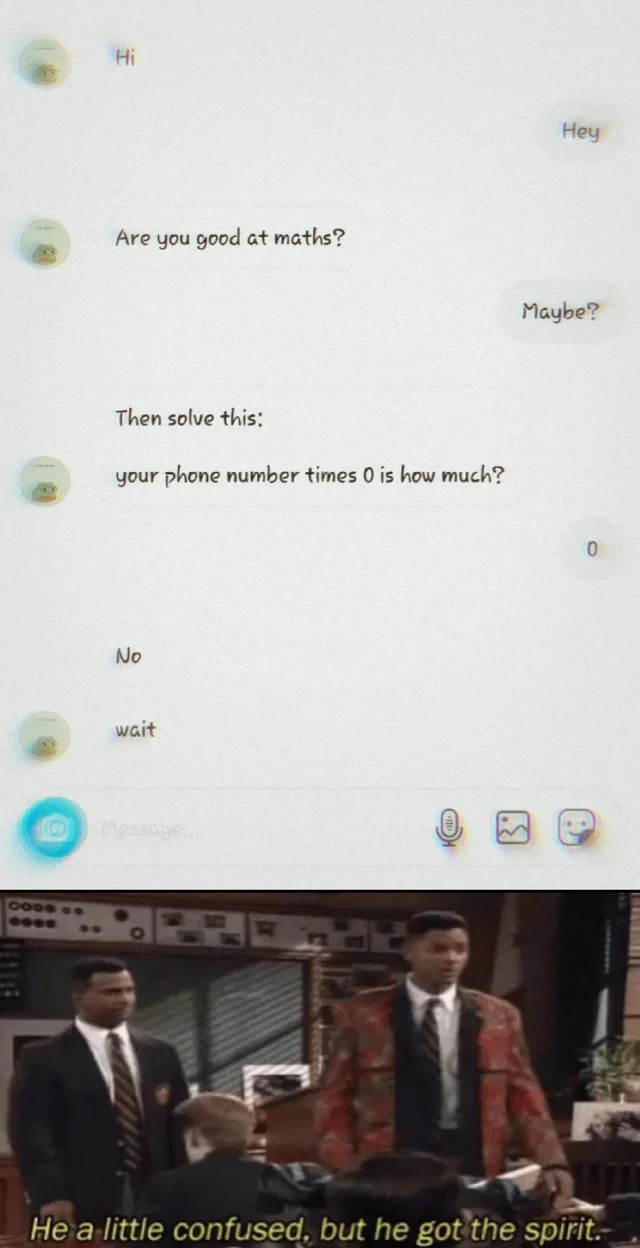 Hi
Hey
Are you good at maths?
Maybe?
Then solve this:
your phone number times 0 is how much?
0
No
wait
Message...
He a little confused, but he got the spirit.